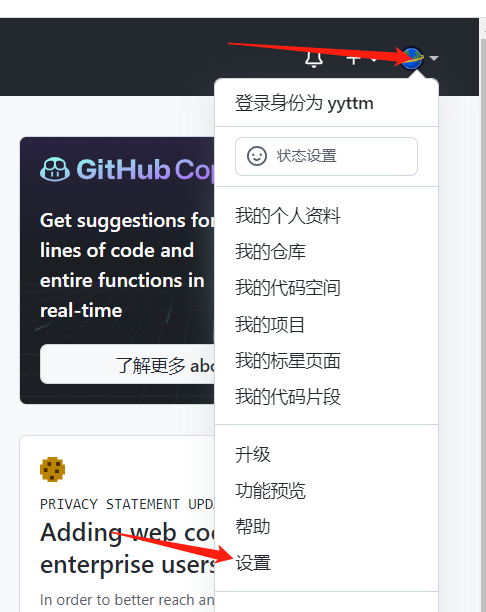 登录身份为 yyttm
状态设置
我的个人资料
我的仓库
我的代码空间
我的项目
我的标星页面
我的代码片段
升级
功能预览
帮助
设置
GitHub Cop
Get suggestions for
lines of code and
entire functions in
real-time
了解更多 abo
PRIVACY STATEMENT UPD
Adding web coo
enterprise users
In order to better reach an